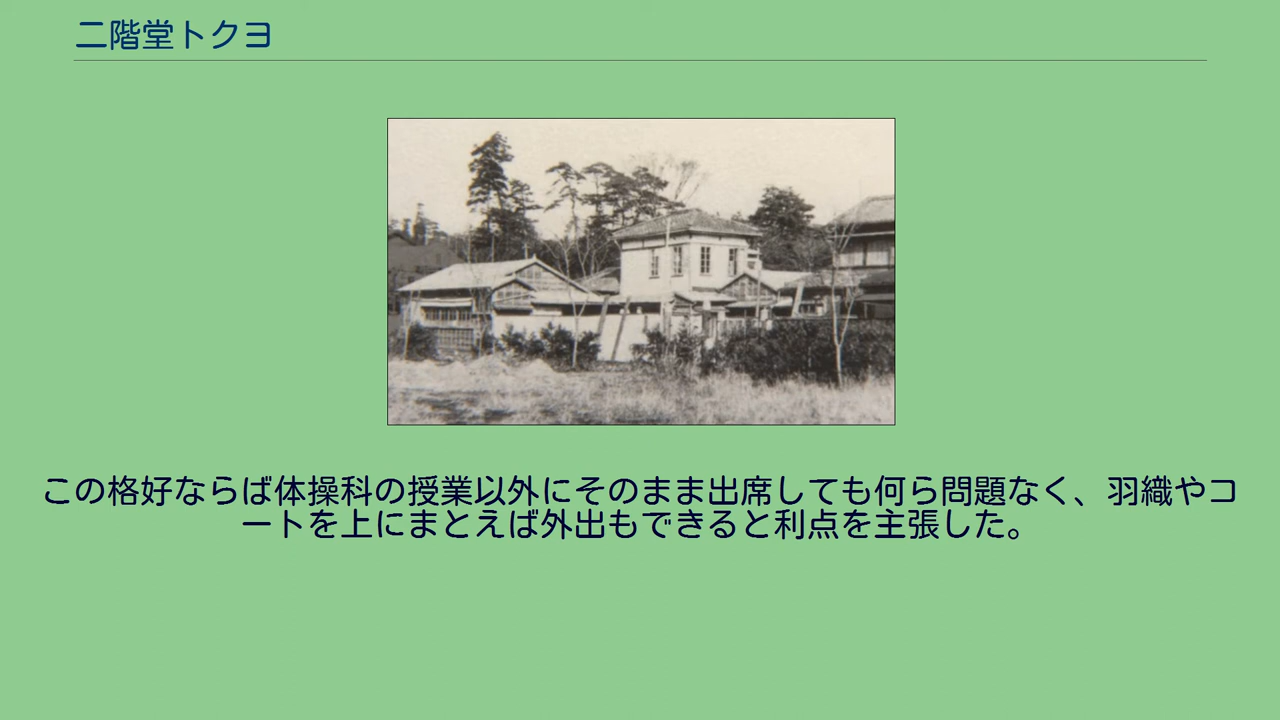 二階堂トクヨ
この格好ならば体操科の授業以外にそのまま出席しても何ら問題なく、羽織やコ
ートを上にまとえば外出もできると利点を主張した。